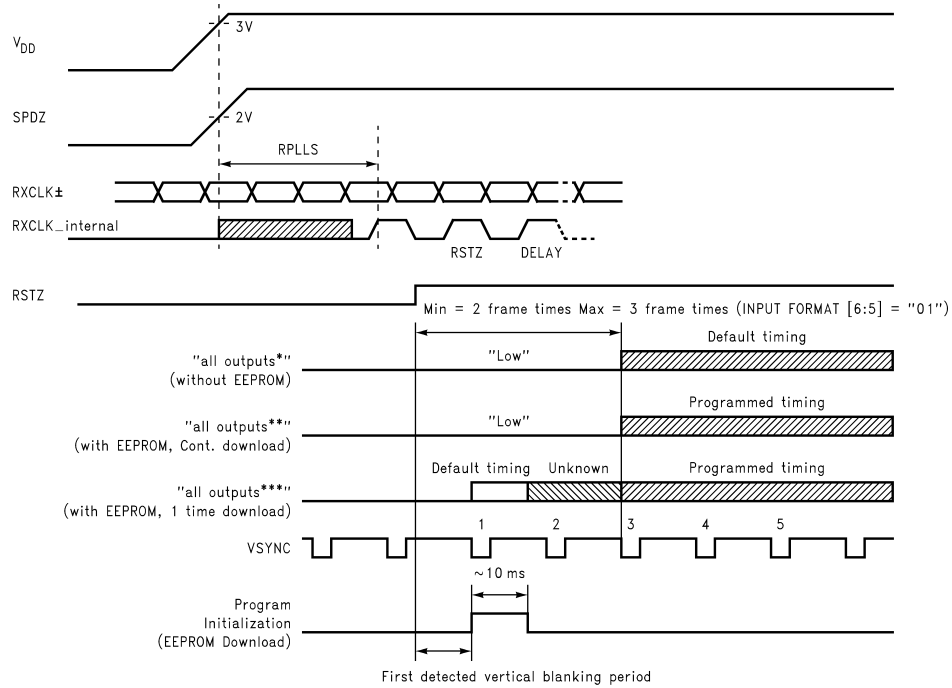 VDD
3V
SPDZ
2V
RPLLS
RXCLK±
RXCLK_internal
RSTZ DELAY
RSTZ
Min = 2 frame times Max = 3 frame times (INPUT FORMAT [6:5] = "01")
Default timing
"all outputs*"
(without EEPROM)
"Low"
Programmed timing
"all outputs**"
(with EEPROM, Cont. download)
"Low"
Default timing Unknown Programmed timing
"all outputs***"
(with EEPROM, 1 time download)
1 2 3 4 5
VSYNC
~10 ms
Program
Initialization
(EEPROM Download)
First detected vertical blanking period